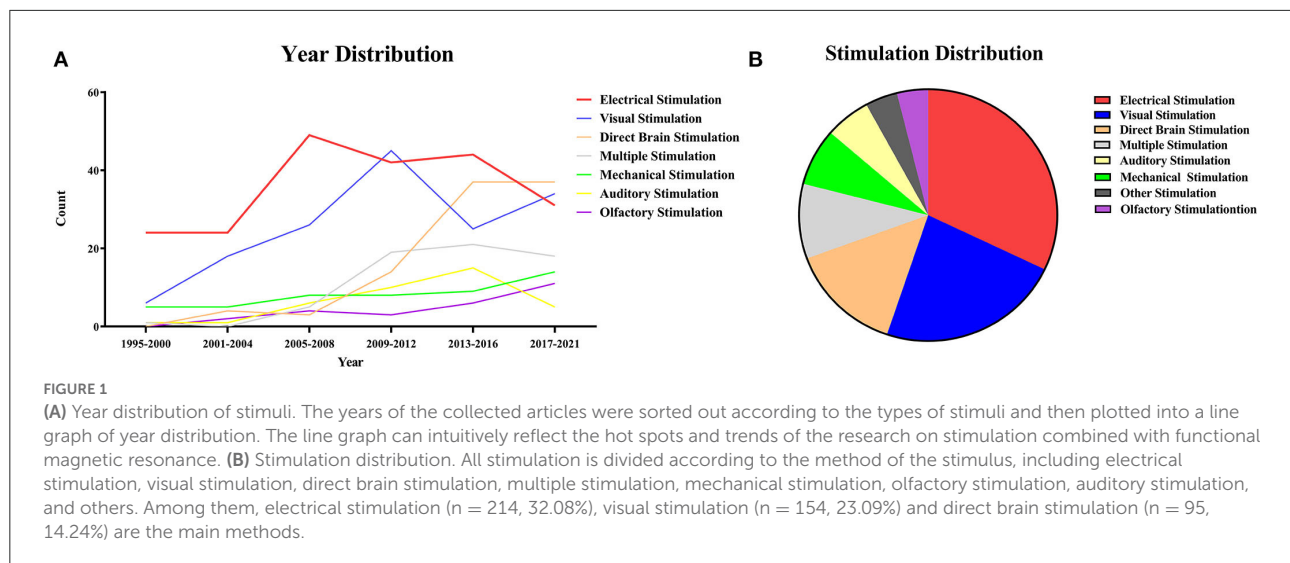 A
Year Distribution
60
40
20
0
Count
1995-2000
2001-2004
2005-2008
2009-2012
2013-2016
2017-2021
Year
Electrical Stimulation
Visual Stimulation
Direct Brain Stimulation
Multiple Stimulation
Mechanical Stimulation
Auditory Stimulation
Olfactory Stimulation
B
Stimulation Distribution
Electrical Stimulation
Visual Stimulation
Direct Brain Stimulation
Multiple Stimulation
Auditory Stimulation
Mechanical Stimulation
Other Stimulation
Olfactory Stimulationtion
FIGURE 1
(A) Year distribution of stimuli. The years of the collected articles were sorted out according to the types of stimuli and then plotted into a line
graph of year distribution. The line graph can intuitively reflect the hot spots and trends of the research on stimulation combined with functional
magnetic resonance. (B) Stimulation distribution. All stimulation is divided according to the method of the stimulus, including electrical
stimulation, visual stimulation, direct brain stimulation, multiple stimulation, mechanical stimulation, olfactory stimulation, auditory stimulation,
and others. Among them, electrical stimulation (n = 214, 32.08%), visual stimulation (n = 154, 23.09%) and direct brain stimulation (n = 95,
14.24%) are the main methods.